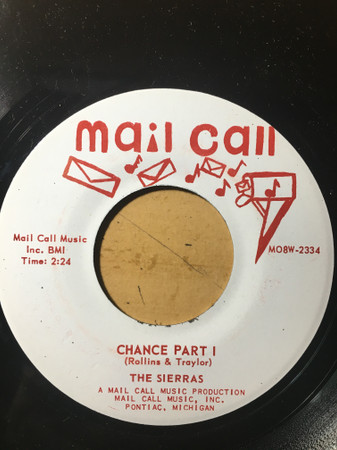 mail call
Mail Call Music
Inc. BMI
Time: 2:24
MO8W-2334
CHANCE PART I
(Rollins & Traylor)
THE SIERRAS
A MAIL CALL MUSIC PRODUCTION
MAIL CALL MUSIC, INC.
PONTIAC, MICHIGAN